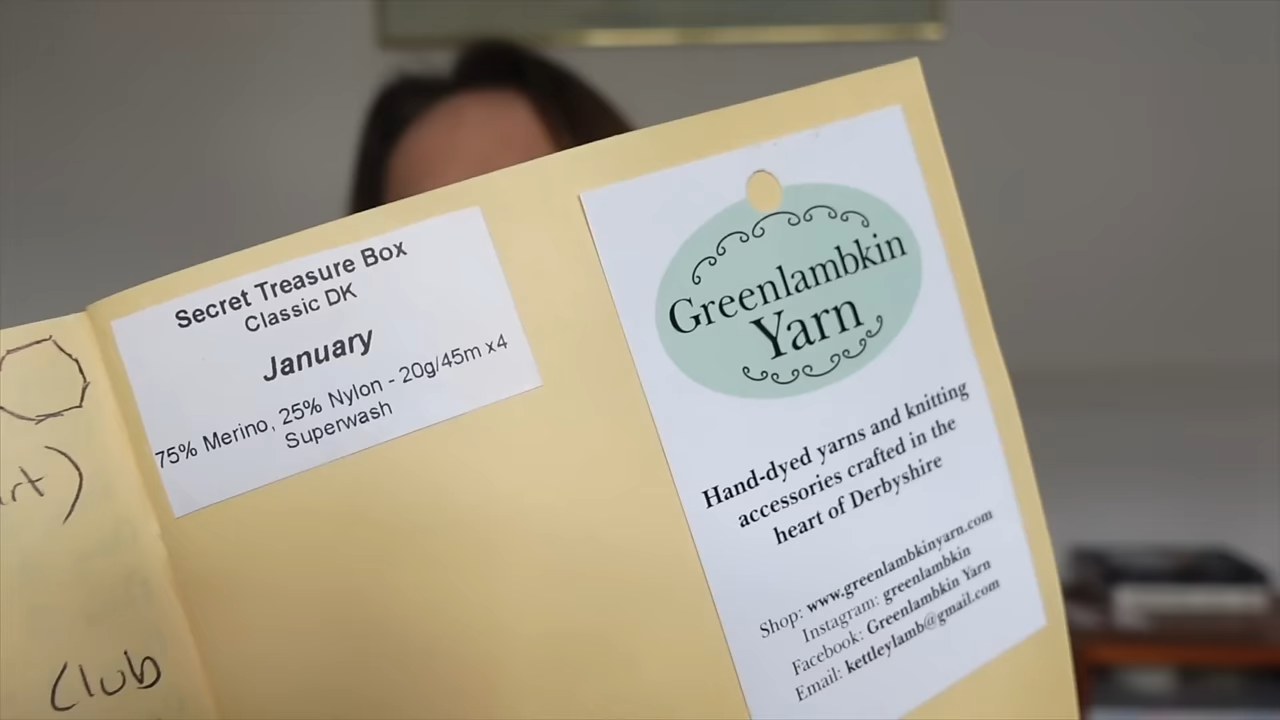 Secret Treasure Box
Classic DK
January
75% Merino, 25% Nylon - 20g/45m x4
Superwash
Greenlambkin
Yarn
Hand-dyed yarns and knitting
accessories crafted in the
heart of Derbyshire
Shop: www.greenlambkinyarn.com
Instagram: greenlambkin
Facebook: Greenlambkin Yarn
Email: kettleylamb@gmail.com
Club